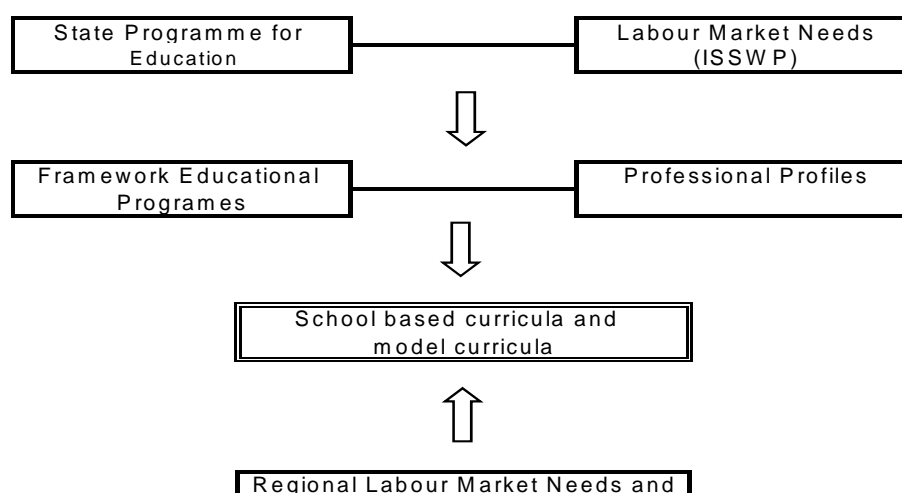 State Programme for
Education
Labour Market Needs
(ISSWP)
Framework Educational
Programes
Professional Profiles
School based curricula and
model curricula
Regional Labour Market Needs and